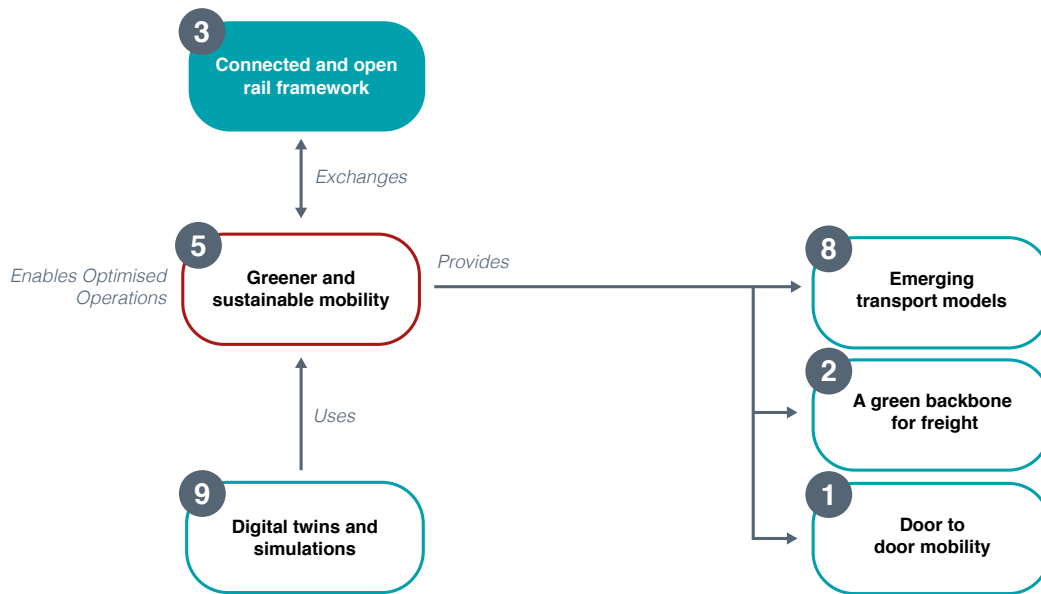 3
Connected and open
rail framework
Exchanges
5
Greener and
sustainable mobility
Enables Optimised
Operations
Provides
8
Emerging
transport models
2
A green backbone
for freight
Uses
9
Digital twins and
simulations
1
Door to
door mobility